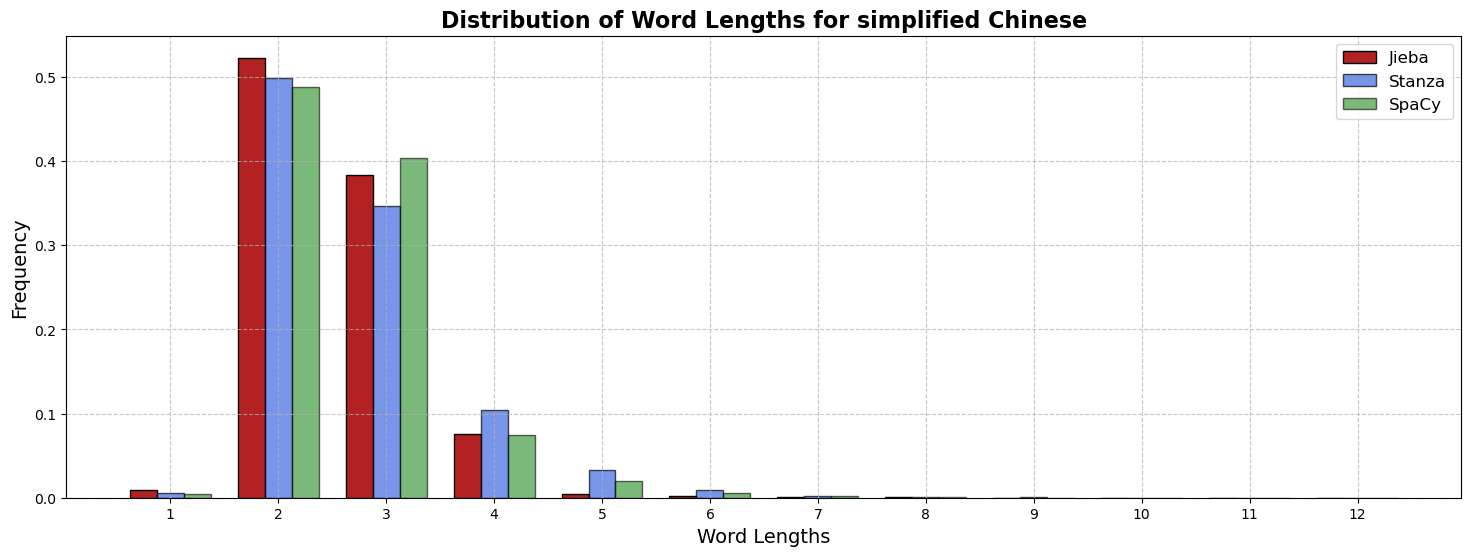 Distribution of Word Lengths for simplified Chinese
Jieba
Stanza
SpaCy
Frequency
0.5
0.4
0.3
0.2
0.1
0.0
1 2 3 4 5 6 7 8 9 10 11 12
Word Lengths